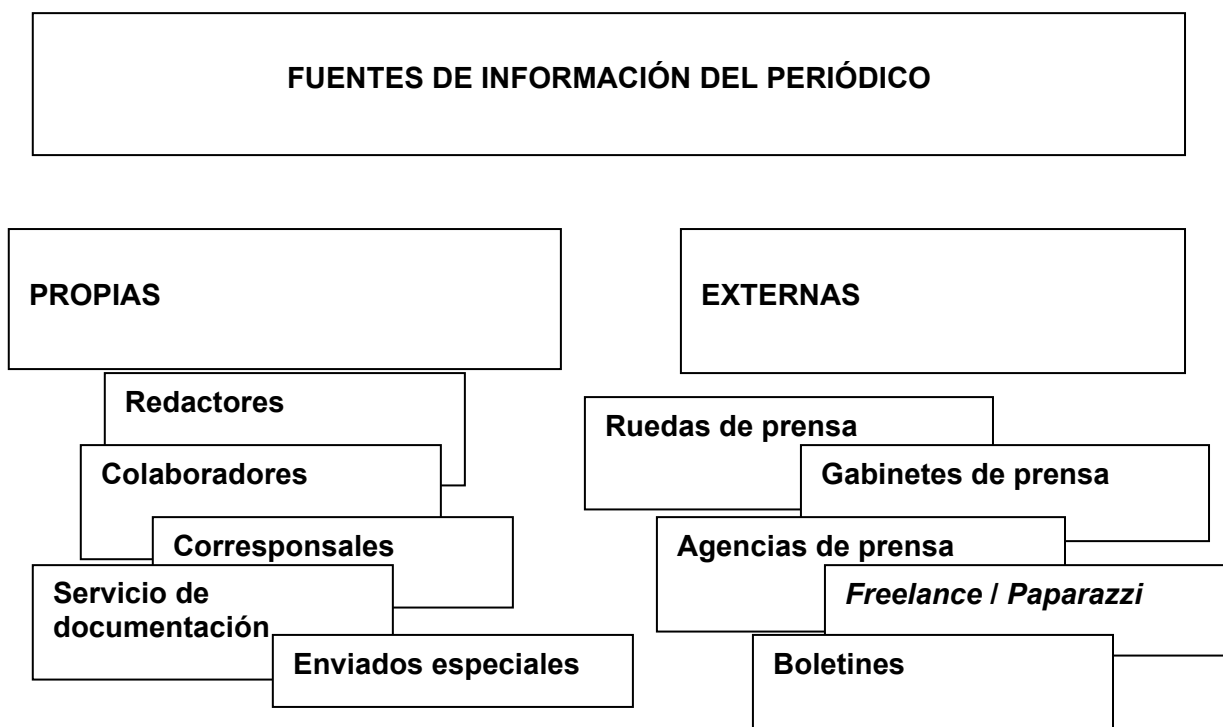 FUENTES DE INFORMACIÓN DEL PERIÓDICO
PROPIAS
Redactores
Colaboradores
Corresponsales
Servicio de
documentación
Enviados especiales
EXTERNAS
Ruedas de prensa
Gabinetes de prensa
Agencias de prensa
Freelance / Paparazzi
Boletines